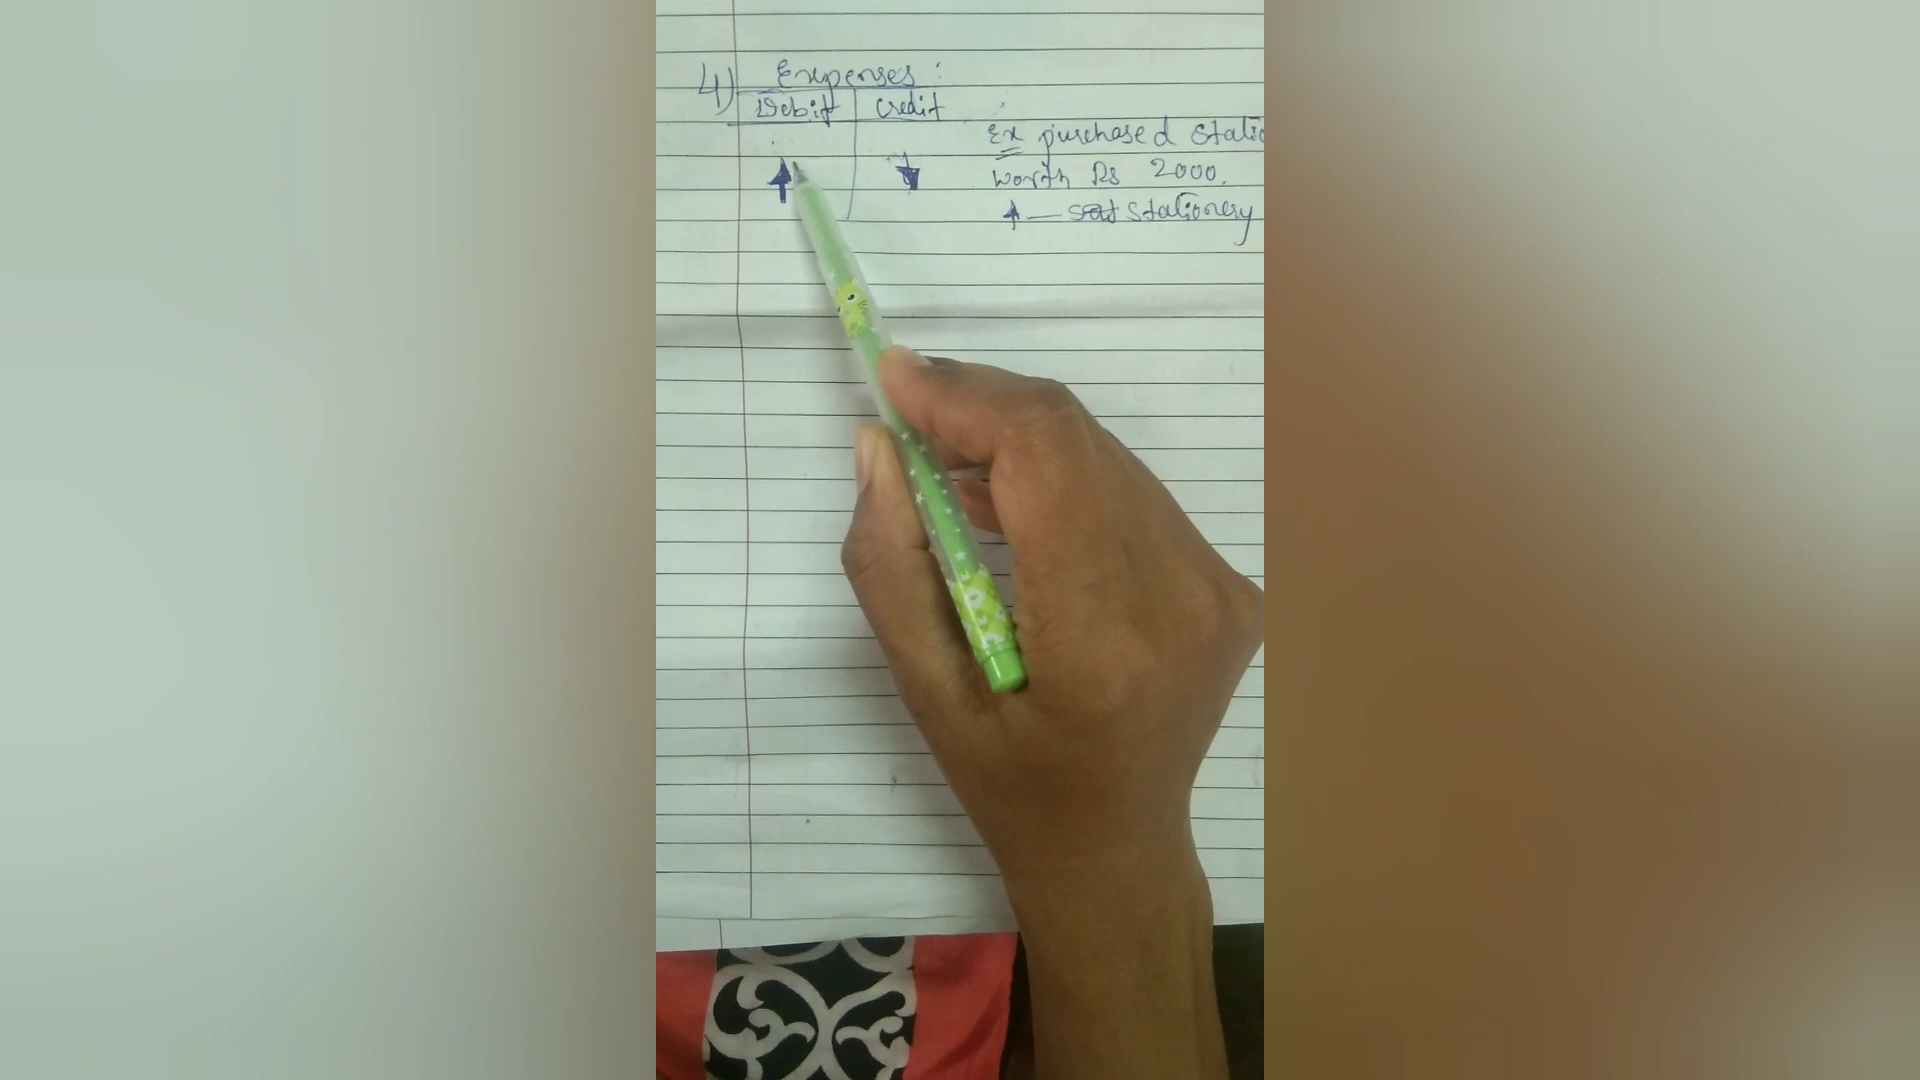 4) Expenses :
Debit Credit
Ex purchased Statio
worth Rs 2000.
↑ — stationery
↑ ↓